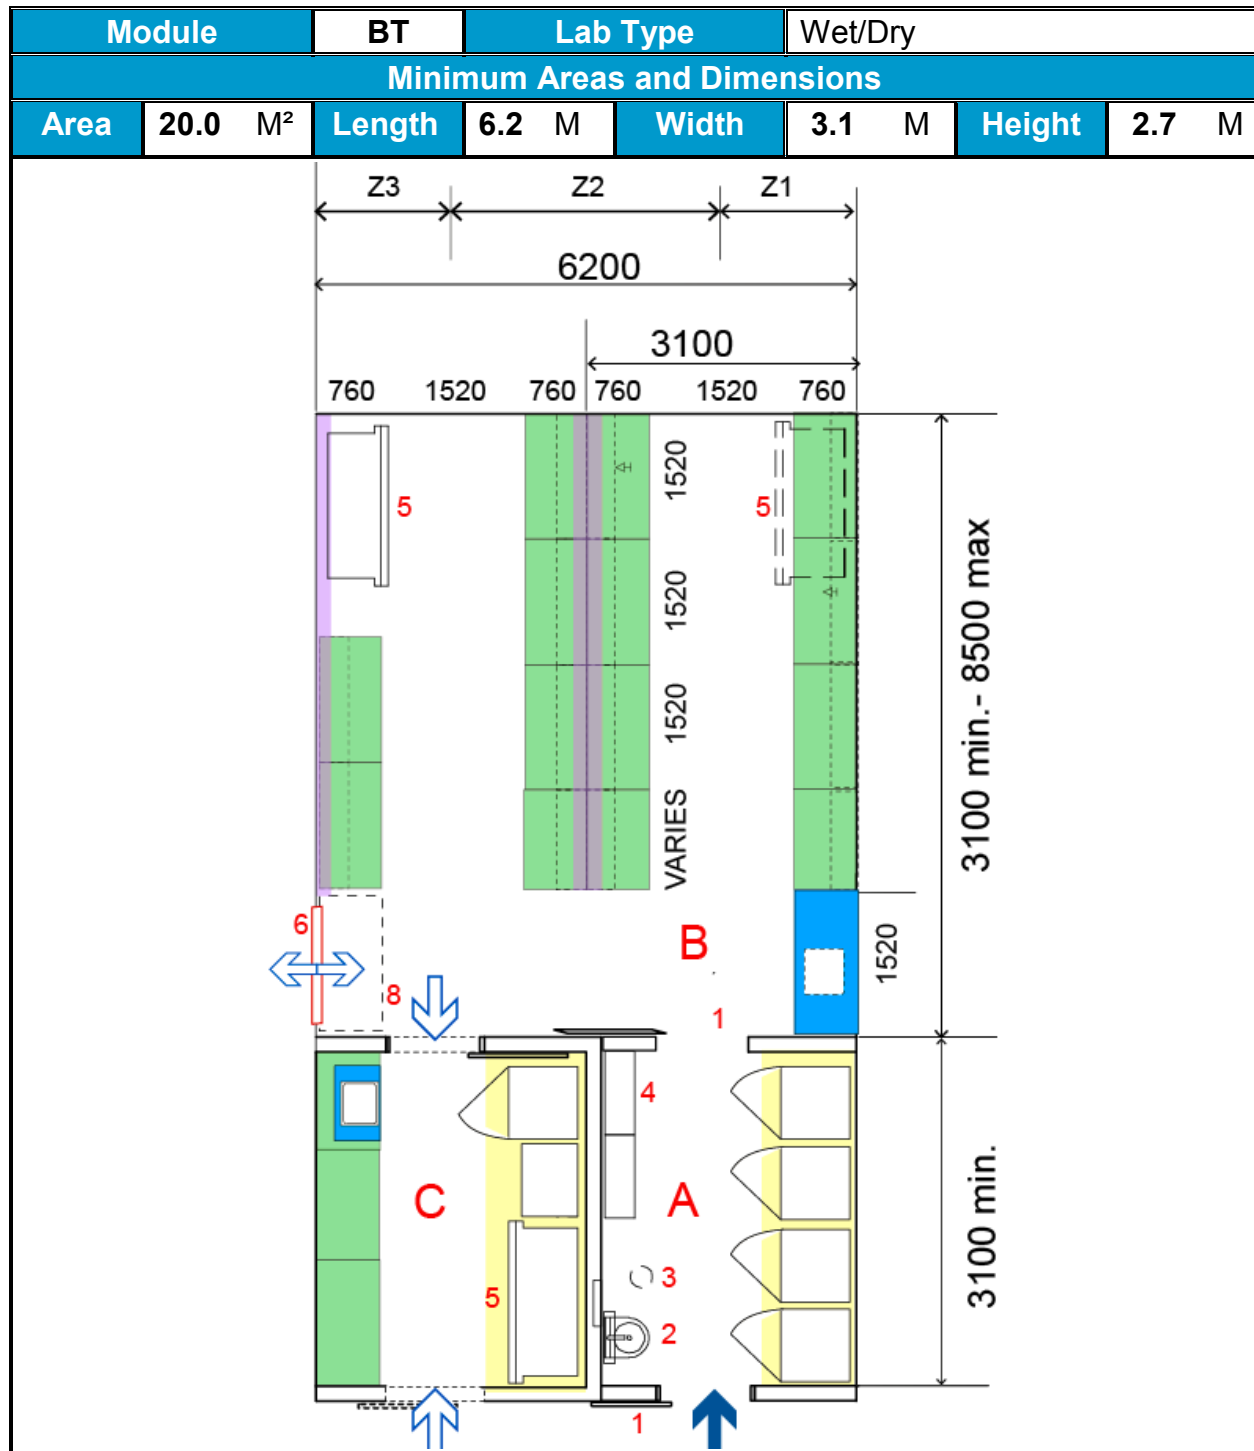 Module BT Lab Type Wet/Dry
Minimum Areas and Dimensions
Area 20.0 M² Length 6.2 M Width 3.1 M Height 2.7 M
Z3 Z2 Z1
6200
3100
760 1520 760 760 1520 760
1520
5 5
1520
1520
VARIES
3100 min.- 8500 max
6
B
1520
8
1
4
C
A
3100 min.
3
5
2
1